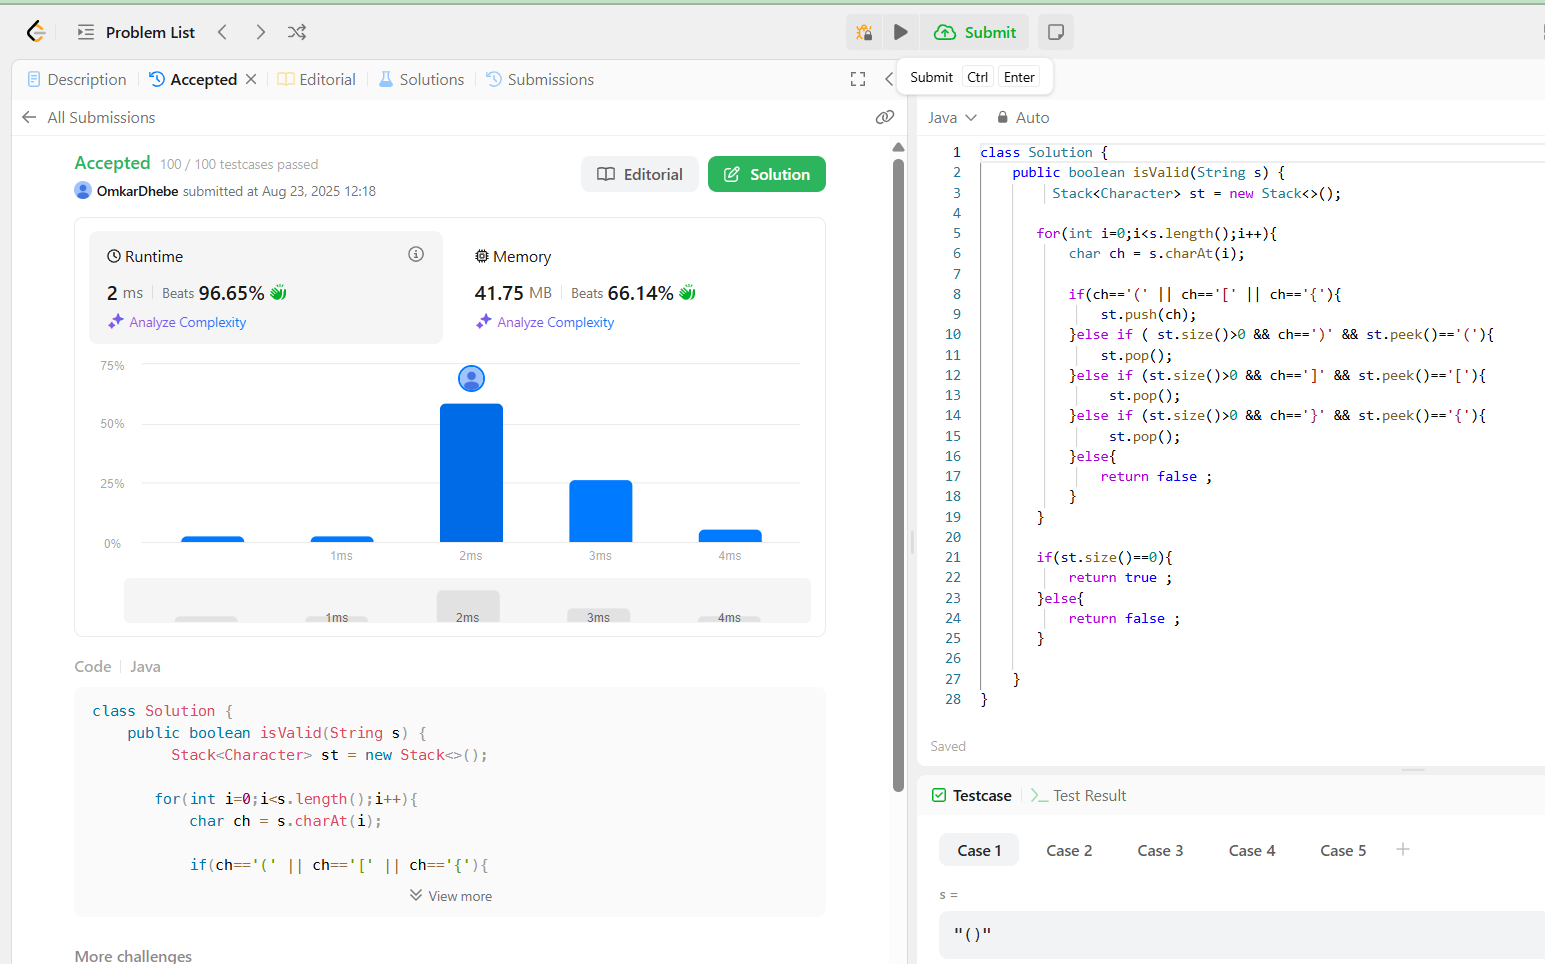 Problem List
Submit
Description
Accepted
Editorial
Solutions
Submissions
Submit Ctrl Enter
All Submissions
Java
Auto
Accepted 100 / 100 testcases passed
OmkarDhebe submitted at Aug 23, 2025 12:18
Editorial
Solution
Runtime
2 ms Beats 96.65%
Analyze Complexity
Memory
41.75 MB Beats 66.14%
Analyze Complexity
75%
50%
25%
0%
1ms 2ms 3ms 4ms
1ms 2ms 3ms 4ms
Code Java
class Solution {
public boolean isValid(String s) {
Stack<Character> st = new Stack<>();
for(int i=0;i<s.length();i++){
char ch = s.charAt(i);
if(ch=='(' || ch=='[' || ch=='{'){
View more
More challenges
1 class Solution {
2 public boolean isValid(String s) {
3 Stack<Character> st = new Stack<>();
4
5 for(int i=0;i<s.length();i++){
6 char ch = s.charAt(i);
7
8 if(ch=='(' || ch=='[' || ch=='{'){
9 st.push(ch);
10 }else if ( st.size()>0 && ch==')' && st.peek()=='('){
11 st.pop();
12 }else if (st.size()>0 && ch==']' && st.peek()=='['){
13 st.pop();
14 }else if (st.size()>0 && ch=='}' && st.peek()=='{'){
15 st.pop();
16 }else{
17 return false ;
18 }
19 }
20
21 if(st.size()==0){
22 return true ;
23 }else{
24 return false ;
25 }
26
27 }
28 }
Saved
Testcase
Test Result
Case 1 Case 2 Case 3 Case 4 Case 5 +
s =
"()"